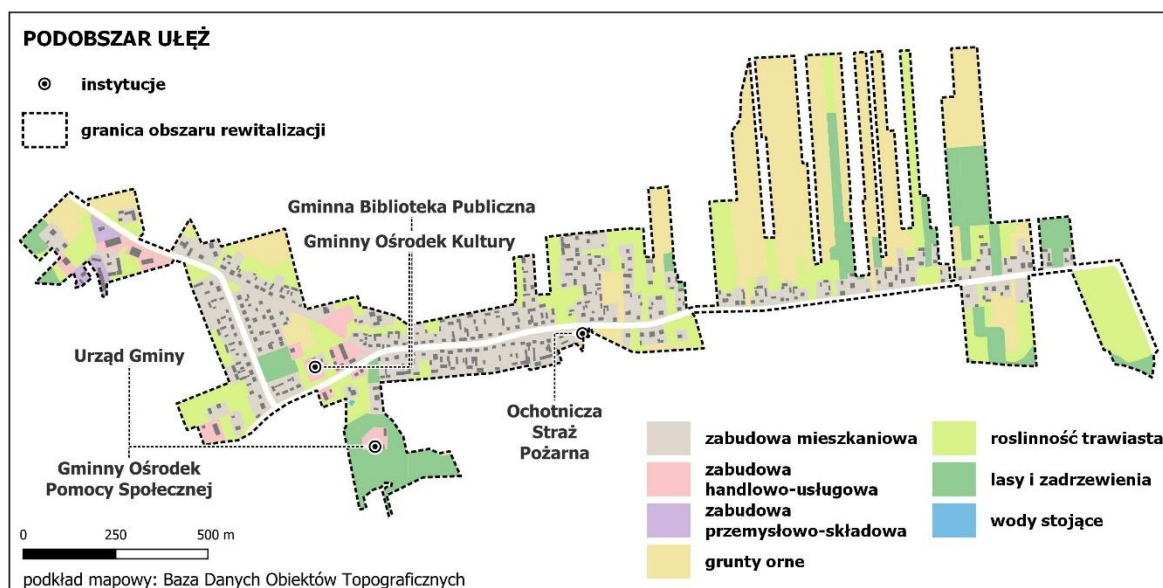 PODOBSZAR UŁĘŻ
instytucje
granica obszaru rewitalizacji
Gminna Biblioteka Publiczna
Gminny Ośrodek Kultury
Urząd Gminy
Gminny Ośrodek
Pomocy Społecznej
Ochotnicza
Straż
Pożarna
zabudowa mieszkaniowa
zabudowa
handlowo-usługowa
zabudowa
przemysłowo-składowa
grunty orne
roslinność trawiasta
lasy i zadrzewienia
wody stojące
0 250 500 m
podkład mapowy: Baza Danych Obiektów Topograficznych